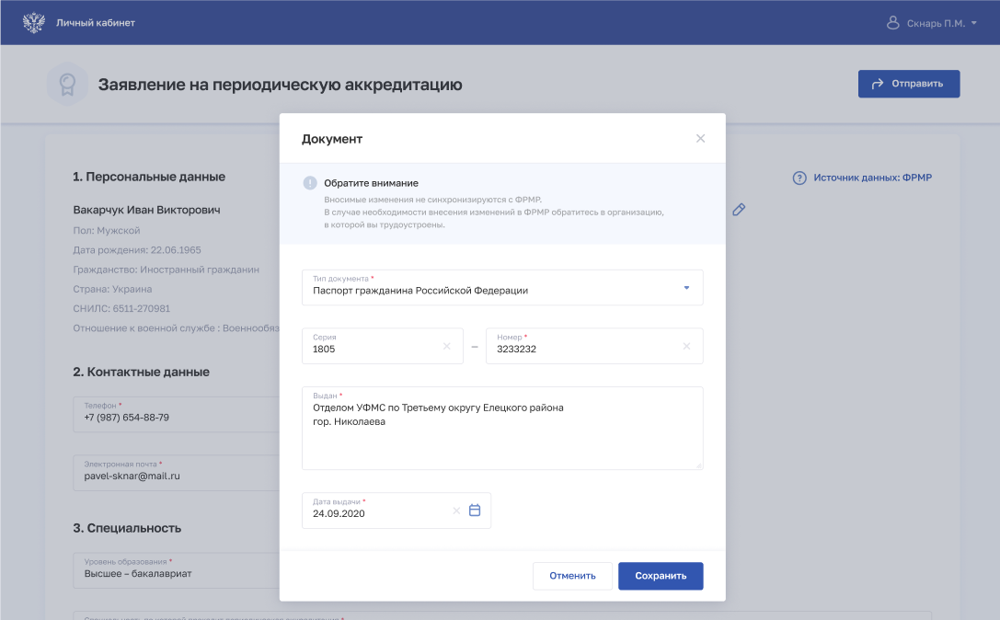 Личный кабинет
Скнарь П.М.
Заявление на периодическую аккредитацию
Отправить
Документ
Обратите внимание
Вносимые изменения не синхронизируются с ФРМР.
В случае необходимости внесения изменений в ФРМР обратитесь в организацию,
в которой вы трудоустроены.
1. Персональные данные
Источник данных: ФРМР
Вакарчук Иван Викторович
Пол: Мужской
Дата рождения: 22.06.1965
Гражданство: Иностранный гражданин
Страна: Украина
СНИЛС: 6511-270981
Отношение к военной службе : Военнообяз
Тип документа *
Паспорт гражданина Российской Федерации
Серия
1805
–
Номер *
3233232
2. Контактные данные
Телефон *
+7 (987) 654-88-79
Выдан *
Отделом УФМС по Третьему округу Елецкого района
гор. Николаева
Электронная почта *
pavel-sknar@mail.ru
Дата выдачи *
24.09.2020
3. Специальность
Уровень образования *
Высшее – бакалавриат
Отменить
Сохранить